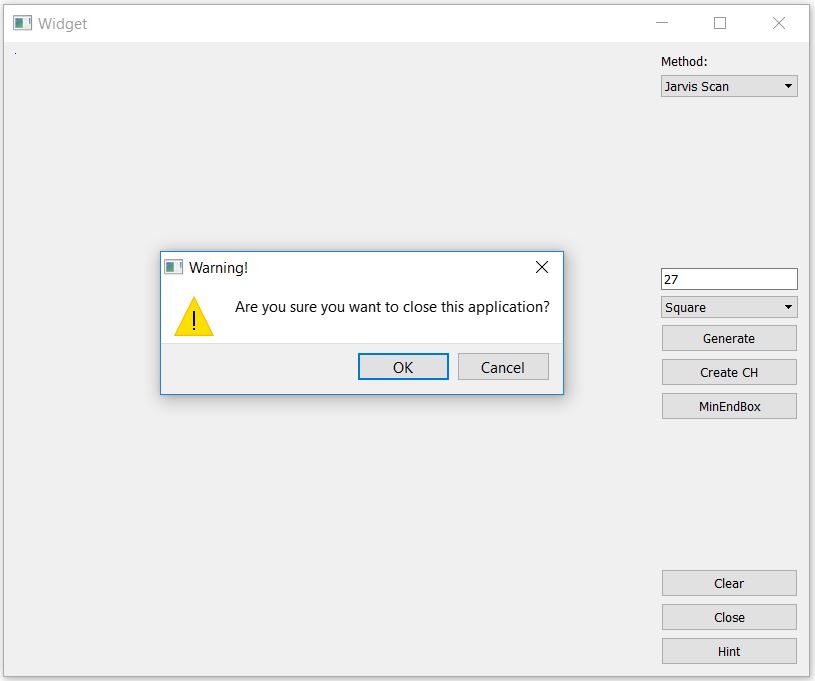 Widget
Method:
Jarvis Scan
Warning!
Are you sure you want to close this application?
OK
Cancel
27
Square
Generate
Create CH
MinEndBox
Clear
Close
Hint